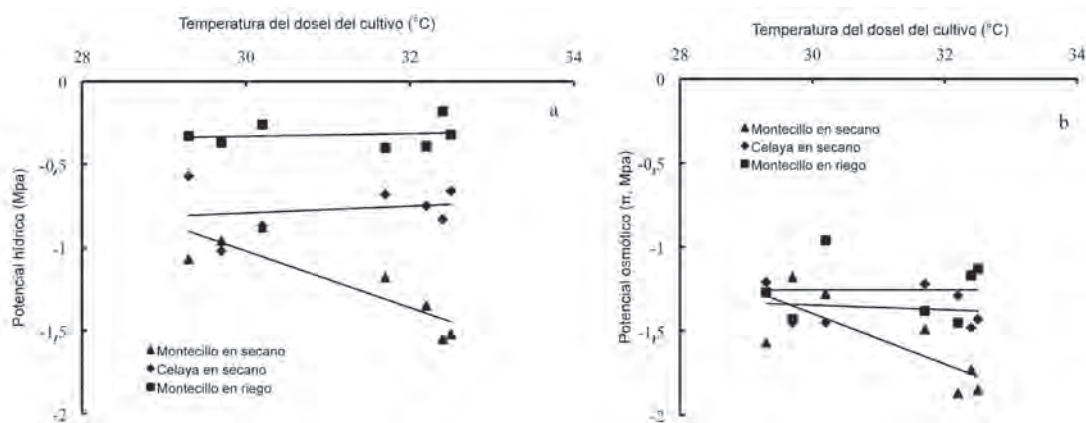 Temperatura del dosel del cultivo (°C)
28 30 32 34
0
-0,5
-1
-1,5
-2
Potencial hídrico (Mpa)
a
Montecillo en secano
Celaya en secano
Montecillo en riego
Temperatura del dosel del cultivo (°C)
28 30 32 34
0
-0,5
-1
-1,5
-2
Potencial osmótico (π, Mpa)
b
Montecillo en secano
Celaya en secano
Montecillo en riego